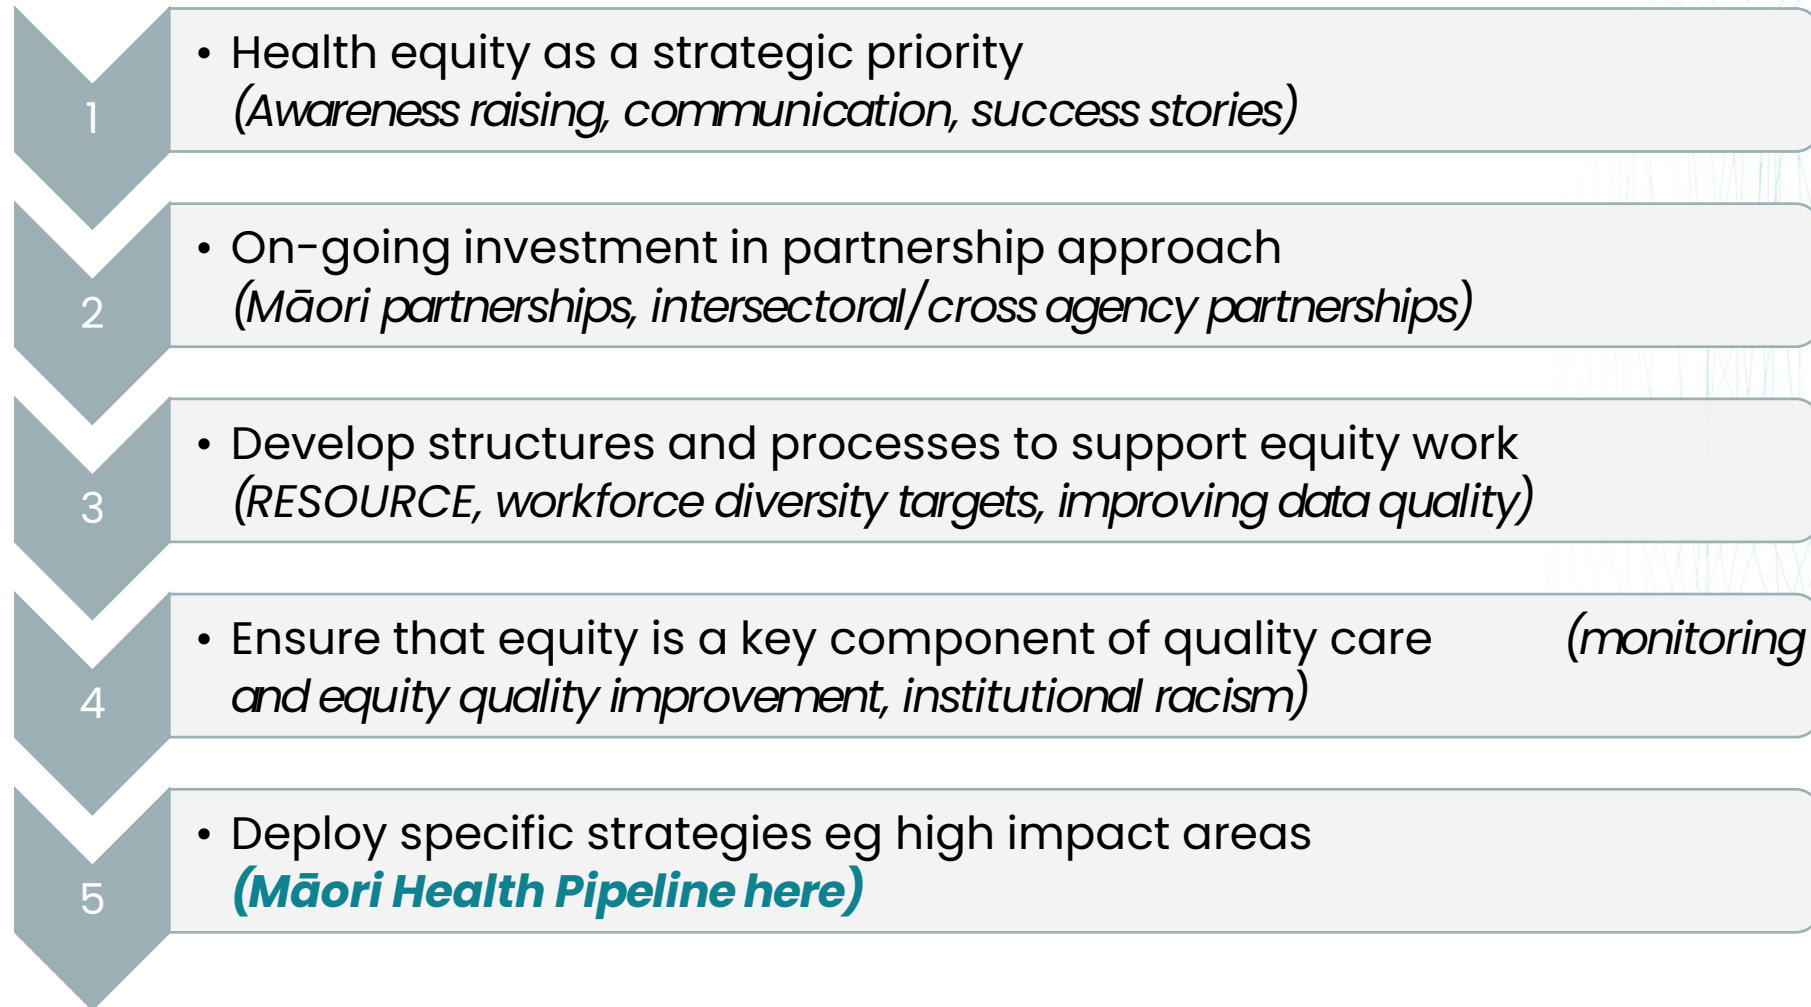 1
• Health equity as a strategic priority
(Awareness raising, communication, success stories)
2
• On-going investment in partnership approach
(Māori partnerships, intersectoral/cross agency partnerships)
3
• Develop structures and processes to support equity work
(RESOURCE, workforce diversity targets, improving data quality)
4
• Ensure that equity is a key component of quality care (monitoring
and equity quality improvement, institutional racism)
5
• Deploy specific strategies eg high impact areas
(Māori Health Pipeline here)